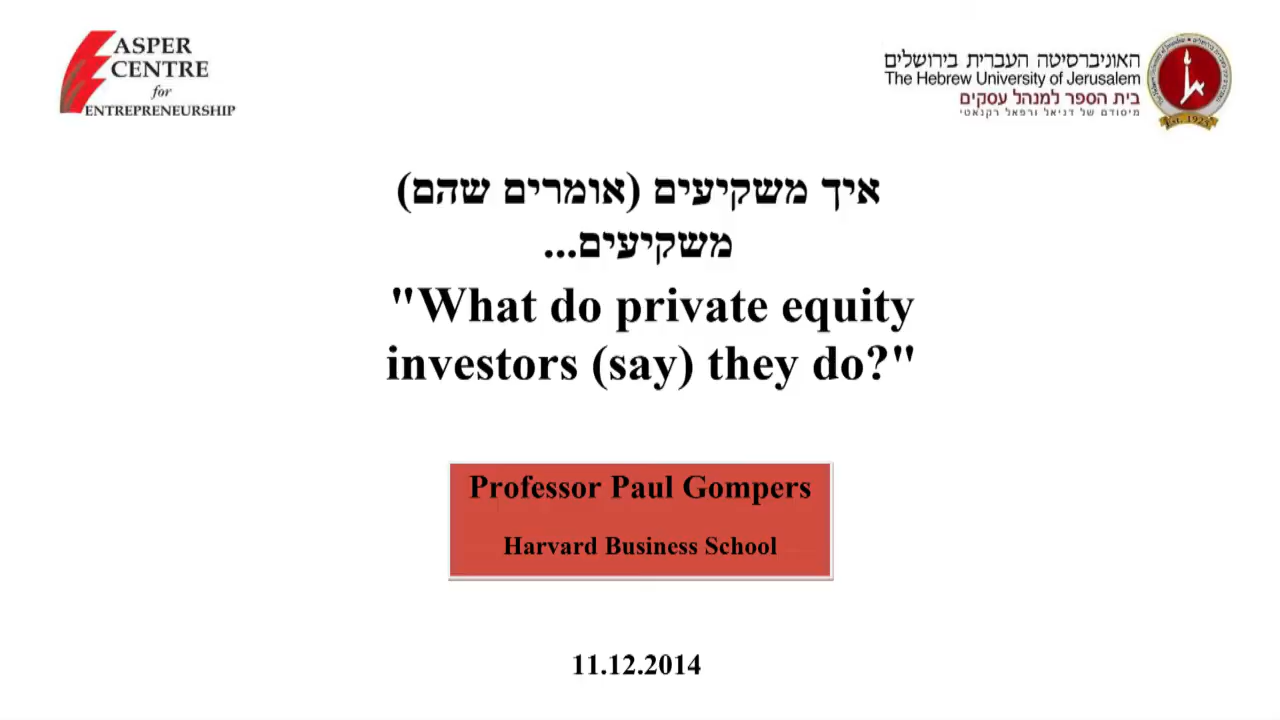 ASPER
CENTRE
for
ENTREPRENEURSHIP
האוניברסיטה העברית בירושלים
The Hebrew University of Jerusalem
בית הספר למנהל עסקים
מיסודם של דניאל ורפאל רקנאטי
Est. 1925
איך משקיעים (אומרים שהם)
משקיעים...
"What do private equity
investors (say) they do?"
Professor Paul Gompers
Harvard Business School
11.12.2014